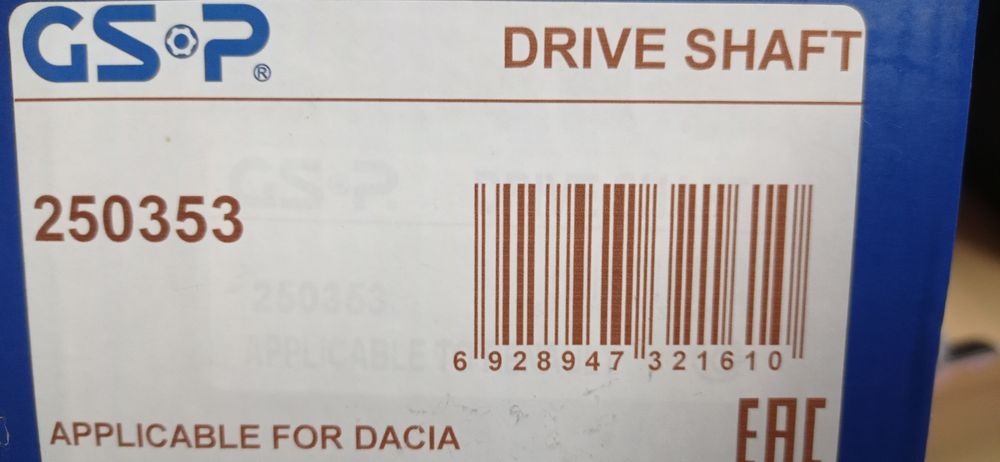 GSP®
DRIVE SHAFT
250353
6 928947 321610
APPLICABLE FOR DACIA
EAC